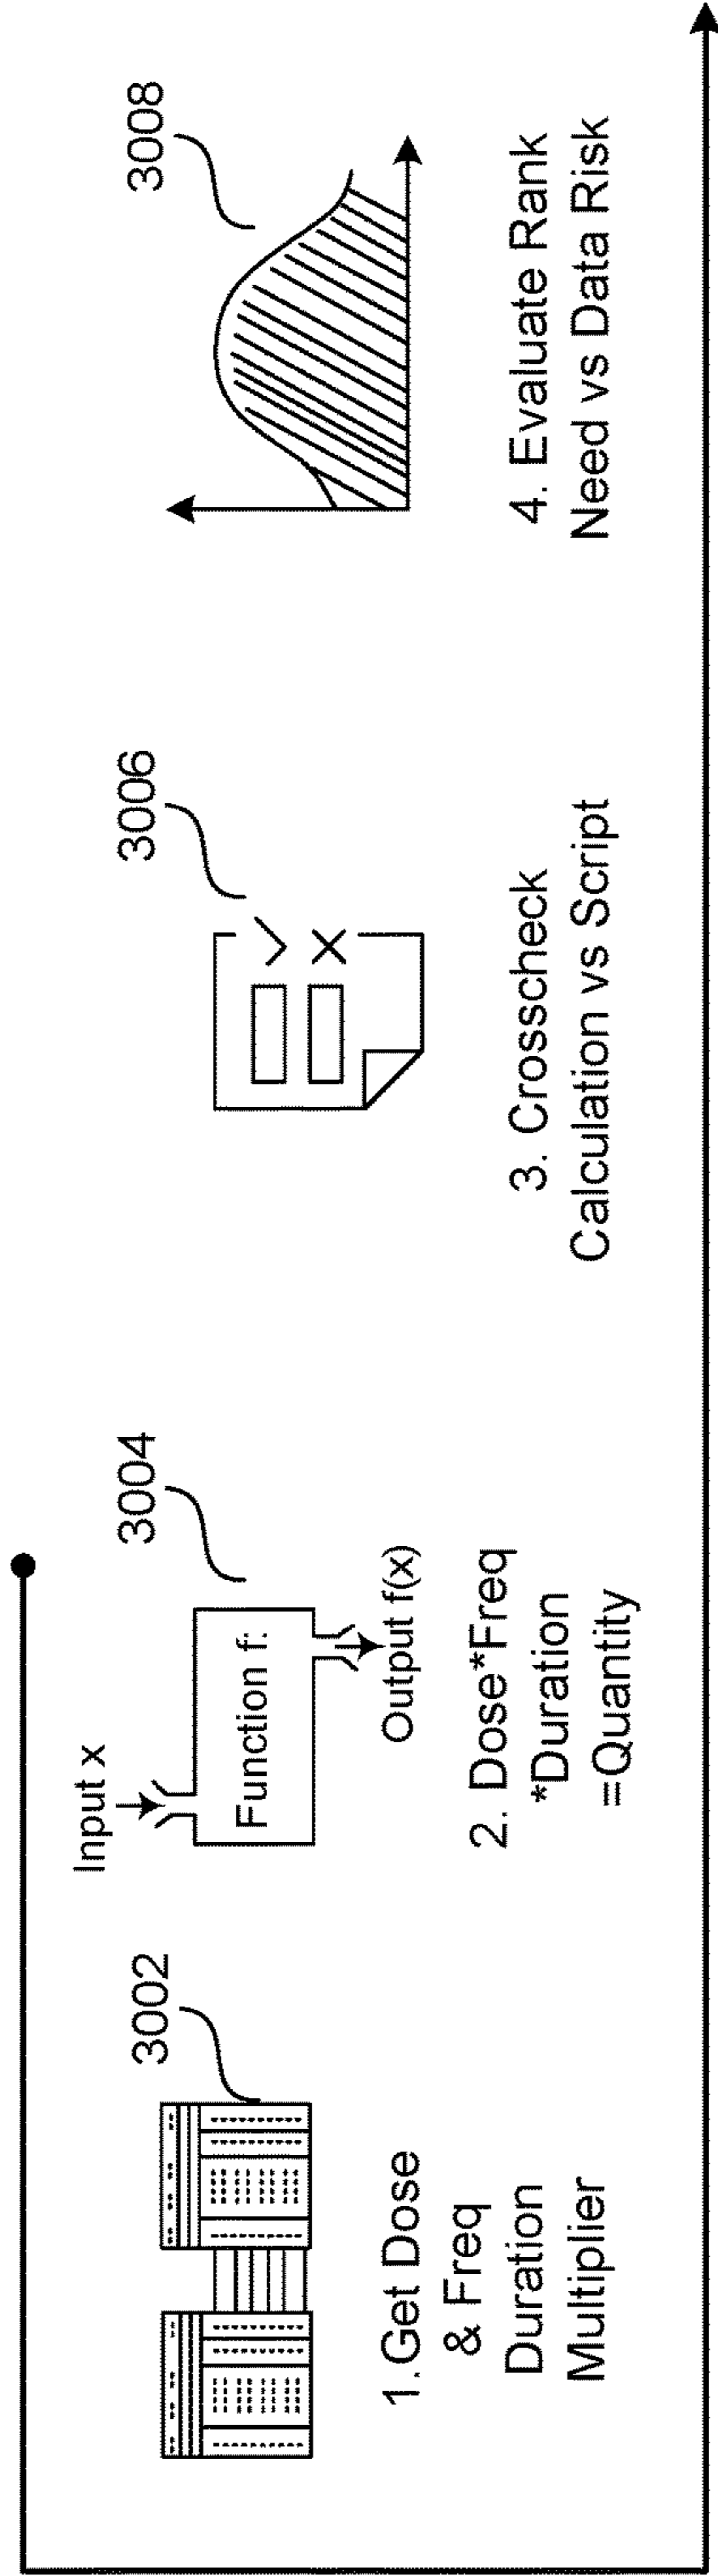 3002
1.Get Dose
& Freq
Duration
Multiplier
Input x
3004
Function f:
Output f(x)
2. Dose*Freq
*Duration
=Quantity
3006
3. Crosscheck
Calculation vs Script
3008
4. Evaluate Rank
Need vs Data Risk